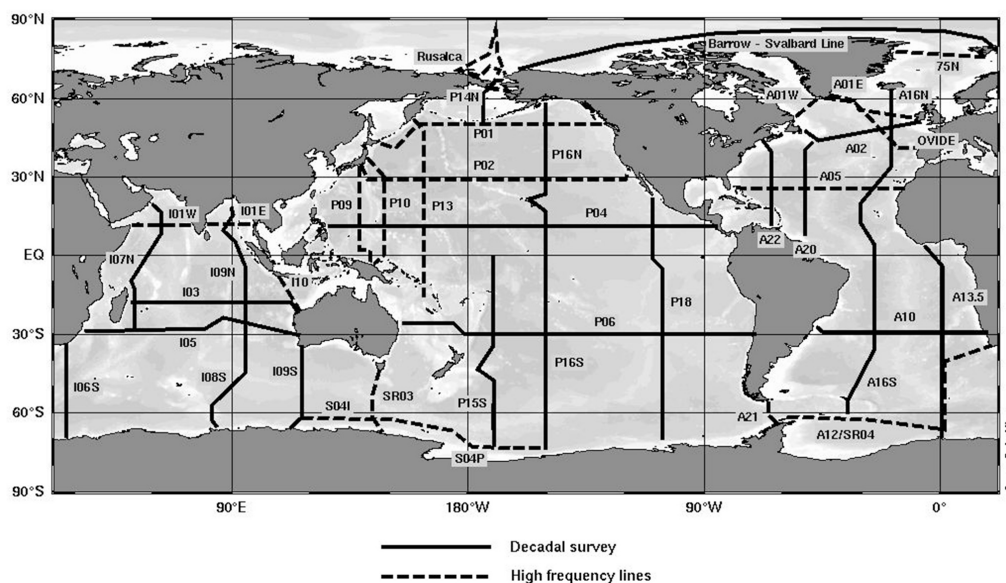 90°N
60°N
30°N
EQ
30°S
60°S
90°S
Rusalca
Barrow - Svalbard Line
75N
P14N
A01W
A01E
A16N
P01
P16N
A02
OVIDE
P02
A05
P09
P10
P13
P04
I01W
I01E
A22
A20
I07N
I09N
I10
I03
P18
A13.5
P06
A10
I05
I06S
I08S
I09S
SR03
P15S
P16S
A16S
S04I
A21
A12/SR04
S04P
90°E
180°W
90°W
0°
Decadal survey
High frequency lines